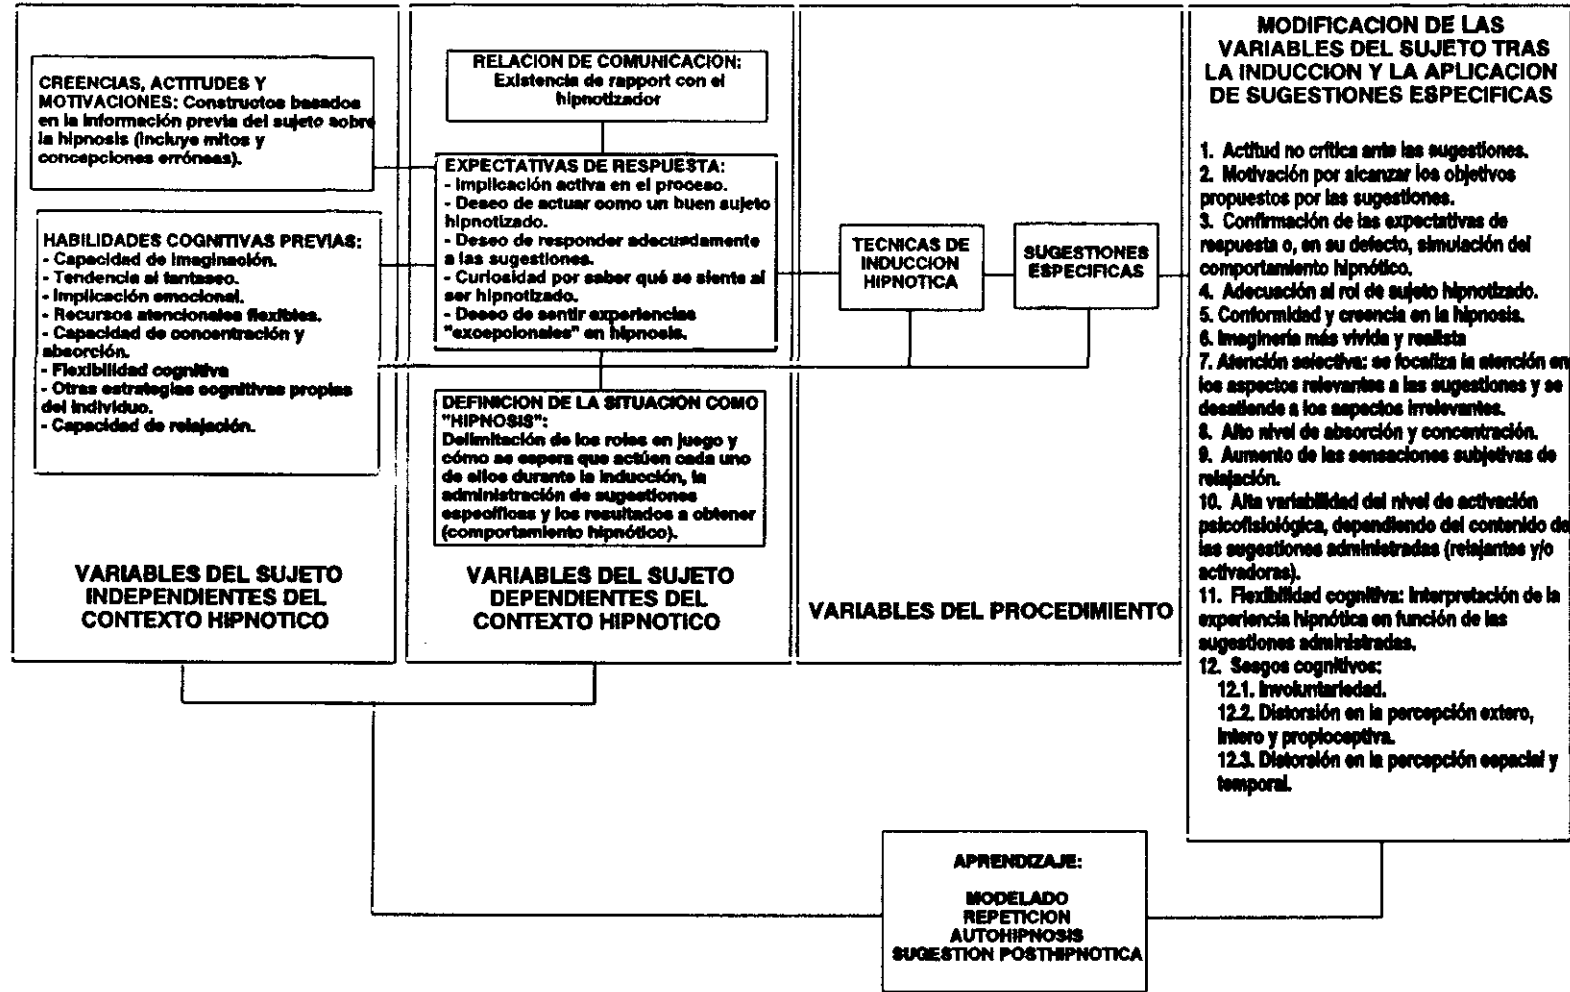 CREENCIAS, ACTITUDES Y
MOTIVACIONES: Constructos basados
en la información previa del sujeto sobre
la hipnosis (incluye mitos y
concepciones erróneas).
HABILIDADES COGNITIVAS PREVIAS:
- Capacidad de imaginación.
- Tendencia al fantaseo.
- Implicación emocional.
- Recursos atencionales flexibles.
- Capacidad de concentración y
absorción.
- Flexibilidad cognitiva
- Otras estrategias cognitivas propias
del individuo.
- Capacidad de relajación.
VARIABLES DEL SUJETO
INDEPENDIENTES DEL
CONTEXTO HIPNOTICO
RELACION DE COMUNICACION:
Existencia de rapport con el
hipnotizador
EXPECTATIVAS DE RESPUESTA:
- Implicación activa en el proceso.
- Deseo de actuar como un buen sujeto
hipnotizado.
- Deseo de responder adecuadamente
a las sugestiones.
- Curiosidad por saber qué se siente al
ser hipnotizado.
- Deseo de sentir experiencias
"excepcionales" en hipnosis.
DEFINICION DE LA SITUACIÓN COMO
"HIPNOSIS":
Delimitación de los roles en juego y
cómo se espera que actúen cada uno
de ellos durante la inducción, la
administración de sugestiones
específicas y los resultados a obtener
(comportamiento hipnótico).
VARIABLES DEL SUJETO
DEPENDIENTES DEL
CONTEXTO HIPNOTICO
TECNICAS DE
INDUCCION
HIPNOTICA
SUGESTIONES
ESPECIFICAS
VARIABLES DEL PROCEDIMIENTO
MODIFICACION DE LAS
VARIABLES DEL SUJETO TRAS
LA INDUCCION Y LA APLICACION
DE SUGESTIONES ESPECIFICAS
1. Actitud no crítica ante las sugestiones.
2. Motivación por alcanzar los objetivos
propuestos por las sugestiones.
3. Confirmación de las expectativas de
respuesta o, en su defecto, simulación del
comportamiento hipnótico.
4. Adecuación al rol de sujeto hipnotizado.
5. Conformidad y creencia en la hipnosis.
6. Imaginería más vívida y realista
7. Atención selectiva: se focaliza la atención en
los aspectos relevantes a las sugestiones y se
desatiende a los aspectos irrelevantes.
8. Alto nivel de absorción y concentración.
9. Aumento de las sensaciones subjetivas de
relajación.
10. Alta variabilidad del nivel de activación
psicofisiológica, dependiendo del contenido de
las sugestiones administradas (relajantes y/o
activadoras).
11. Flexibilidad cognitiva: interpretación de la
experiencia hipnótica en función de las
sugestiones administradas.
12. Sesgos cognitivos:
12.1. Involuntariedad.
12.2. Distorsión en la percepción extero,
intero y propioceptiva.
12.3. Distorsión en la percepción espacial y
temporal.
APRENDIZAJE:
MODELADO
REPETICION
AUTOHIPNOSIS
SUGESTION POSTHIPNOTICA